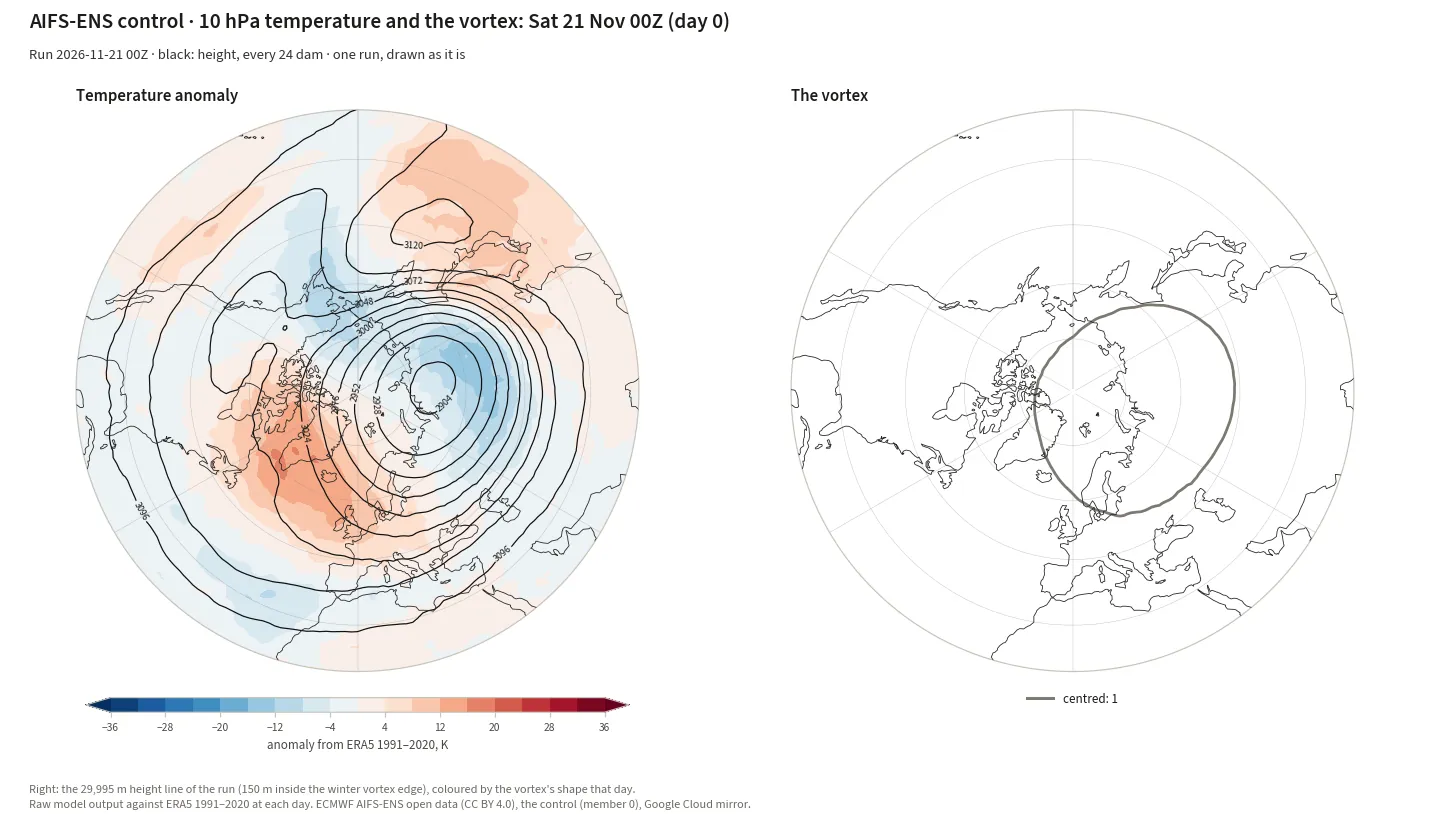 AIFS-ENS control · 10 hPa temperature and the vortex: Sat 21 Nov 00Z (day 0)
Run 2026-11-21 00Z · black: height, every 24 dam · one run, drawn as it is
Temperature anomaly
The vortex
3120
3072
3048
3000
2952
2928
2904
3096
3096
centred: 1
−36 −28 −20 −12 −4 4 12 20 28 36
anomaly from ERA5 1991–2020, K
Right: the 29,995 m height line of the run (150 m inside the winter vortex edge), coloured by the vortex's shape that day.
Raw model output against ERA5 1991–2020 at each day. ECMWF AIFS-ENS open data (CC BY 4.0), the control (member 0), Google Cloud mirror.